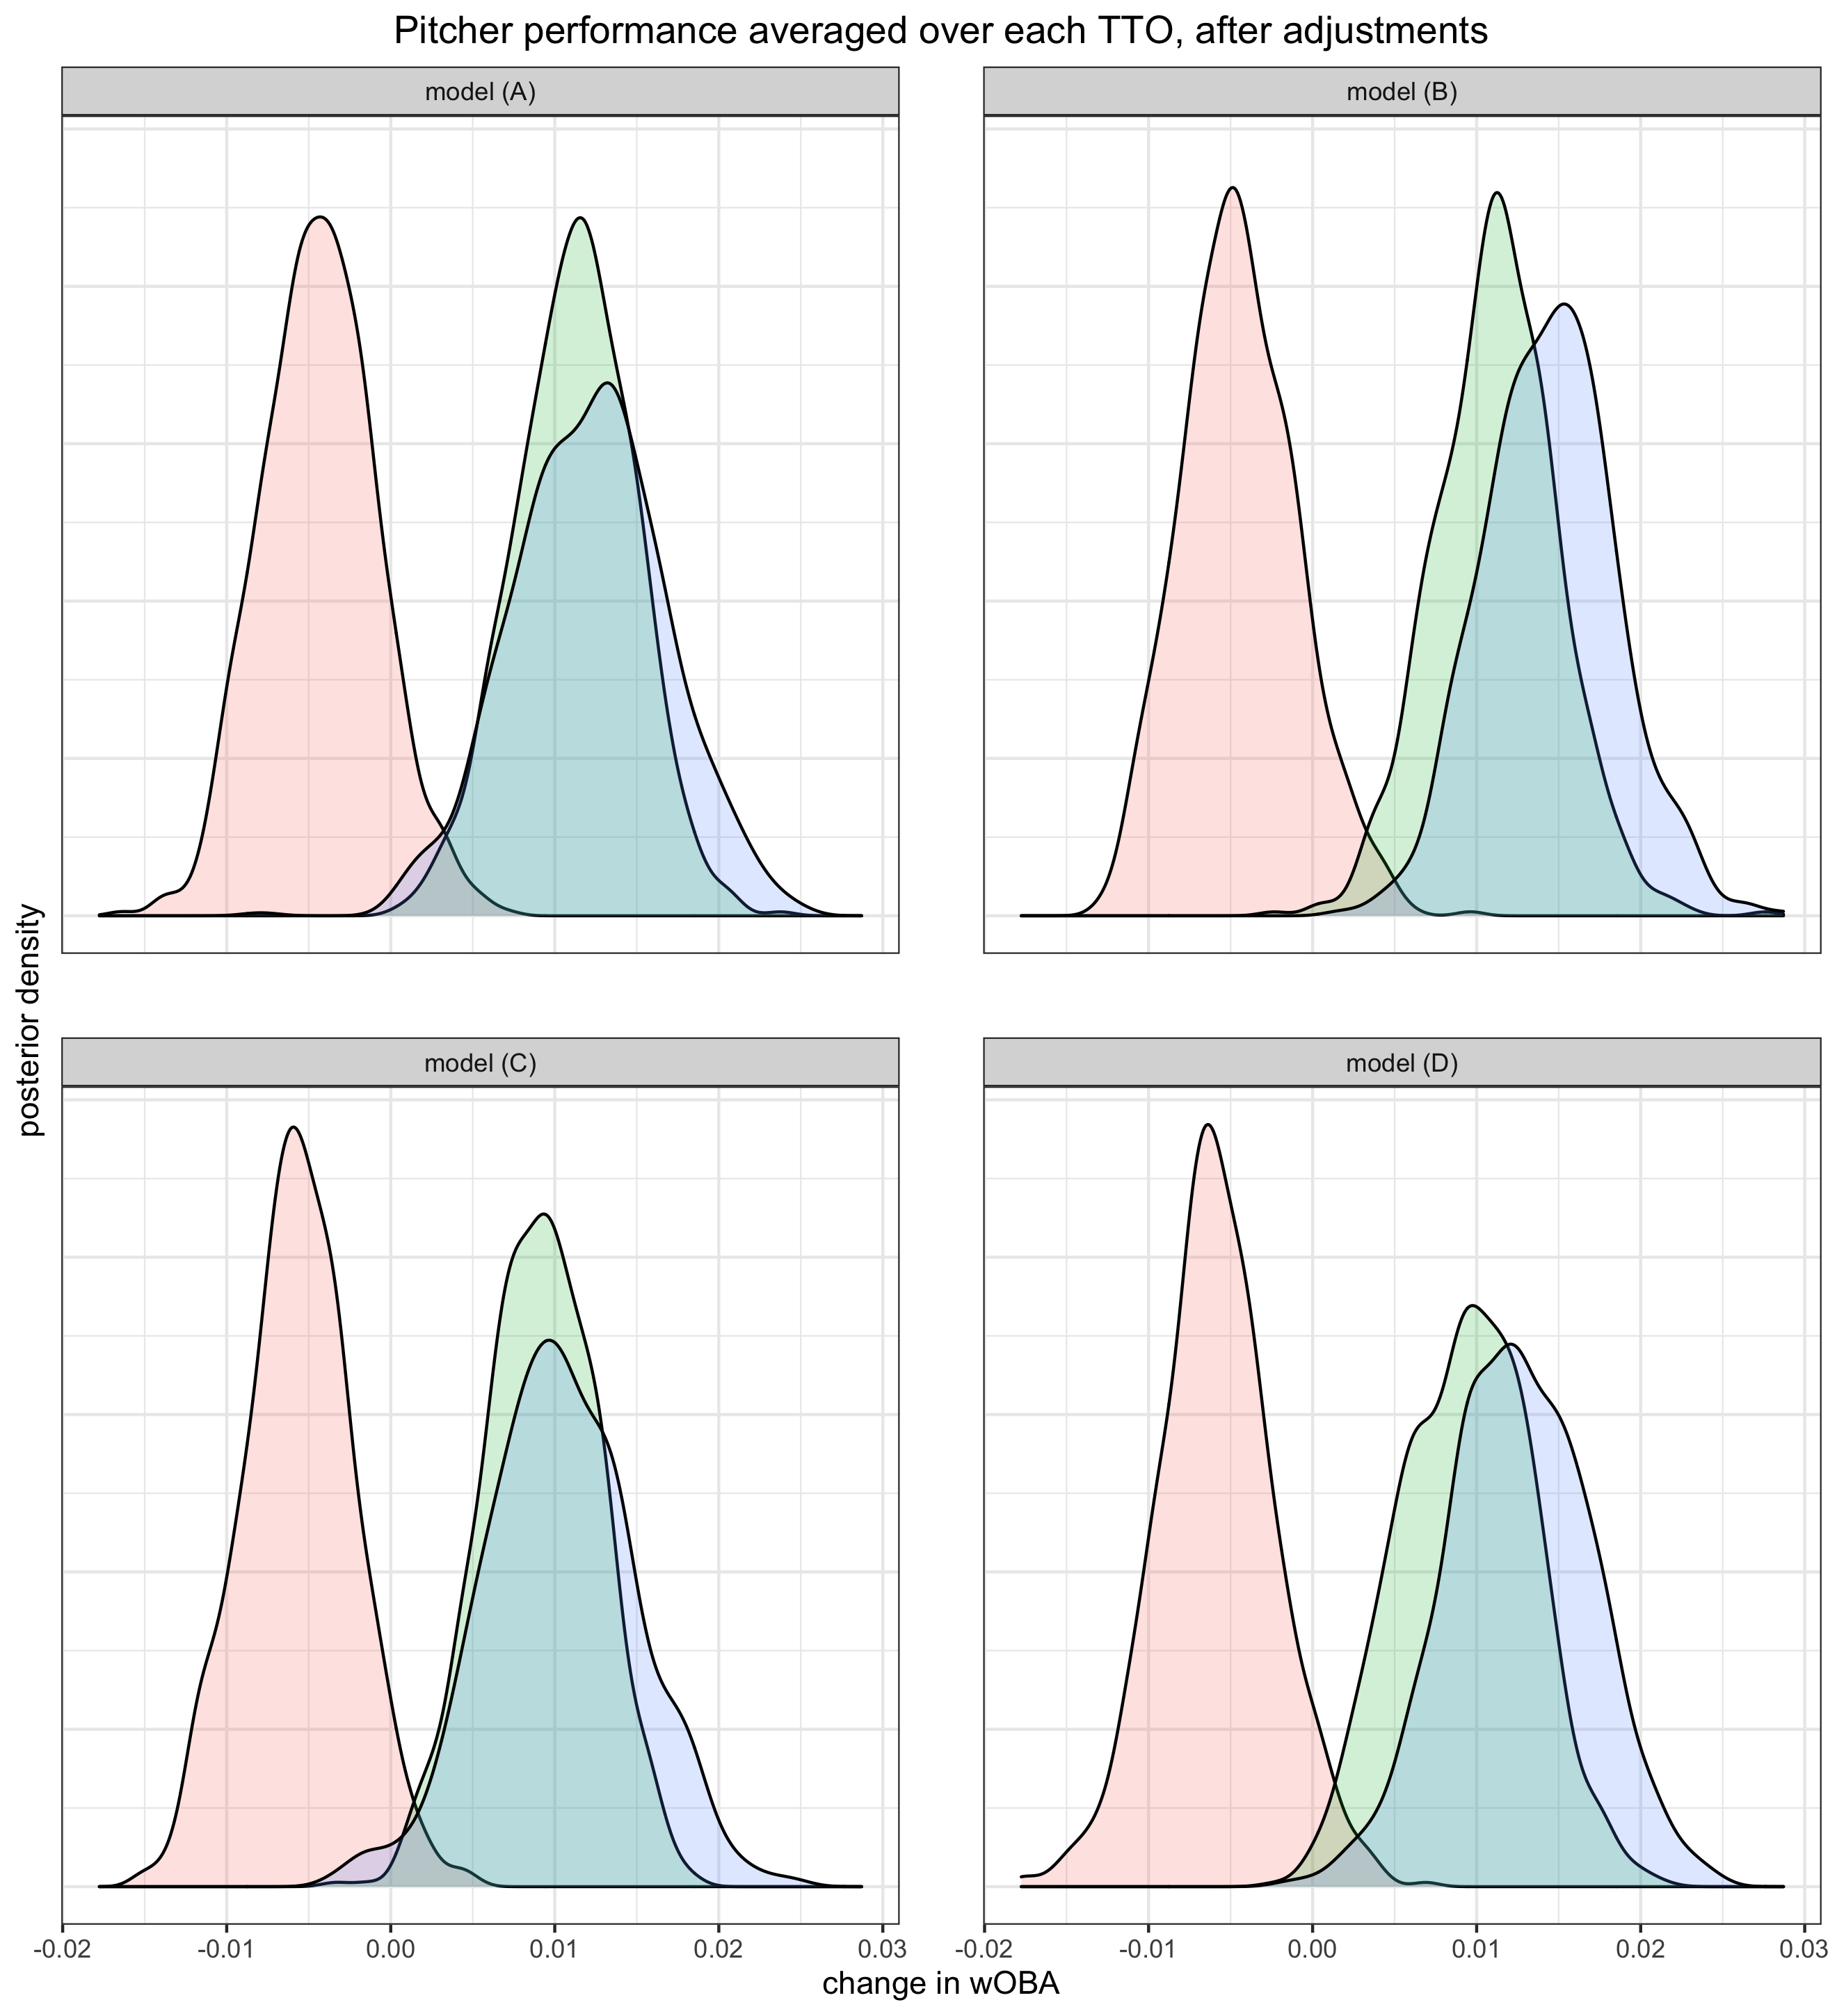 Pitcher performance averaged over each TTO, after adjustments
model (A)
model (B)
posterior density
model (C)
model (D)
-0.02 -0.01 0.00 0.01 0.02 0.03
-0.02 -0.01 0.00 0.01 0.02 0.03
change in wOBA